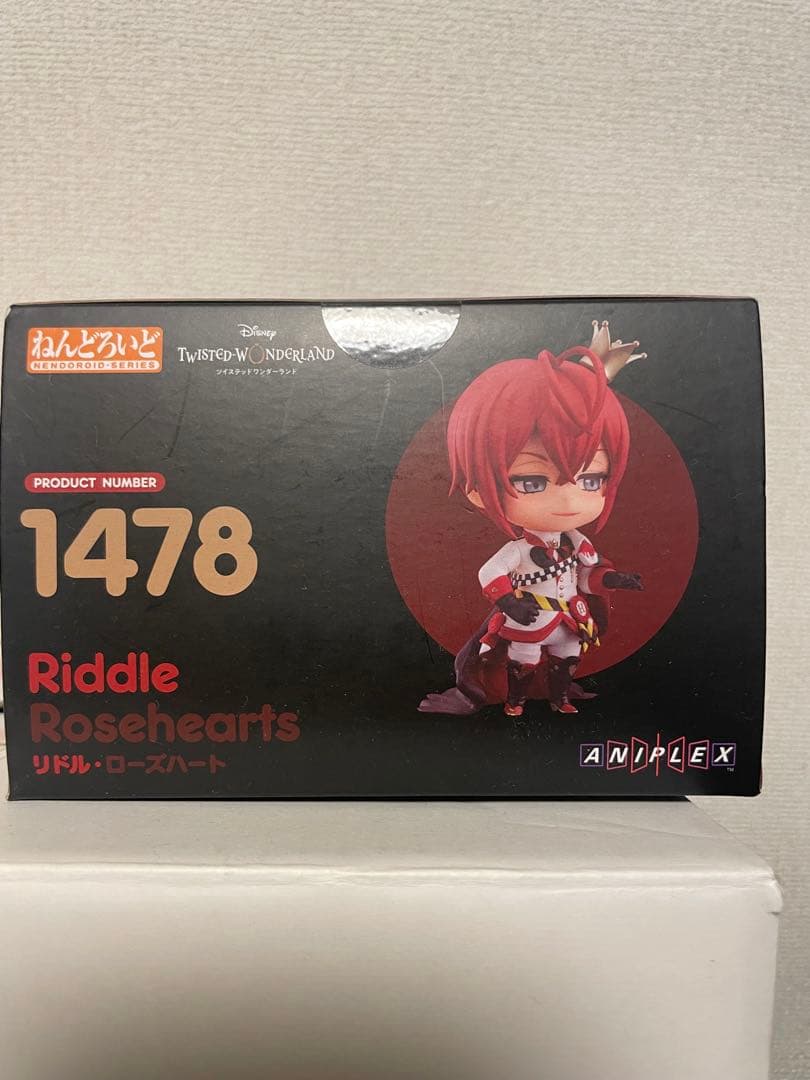 ねんどろいど
NENDOROID-SERIES
Disney
TWISTED-WONDERLAND
ツイステッドワンダーランド
PRODUCT NUMBER
1478
Riddle
Rosehearts
リドル・ローズハート
ANIPLEX
TM